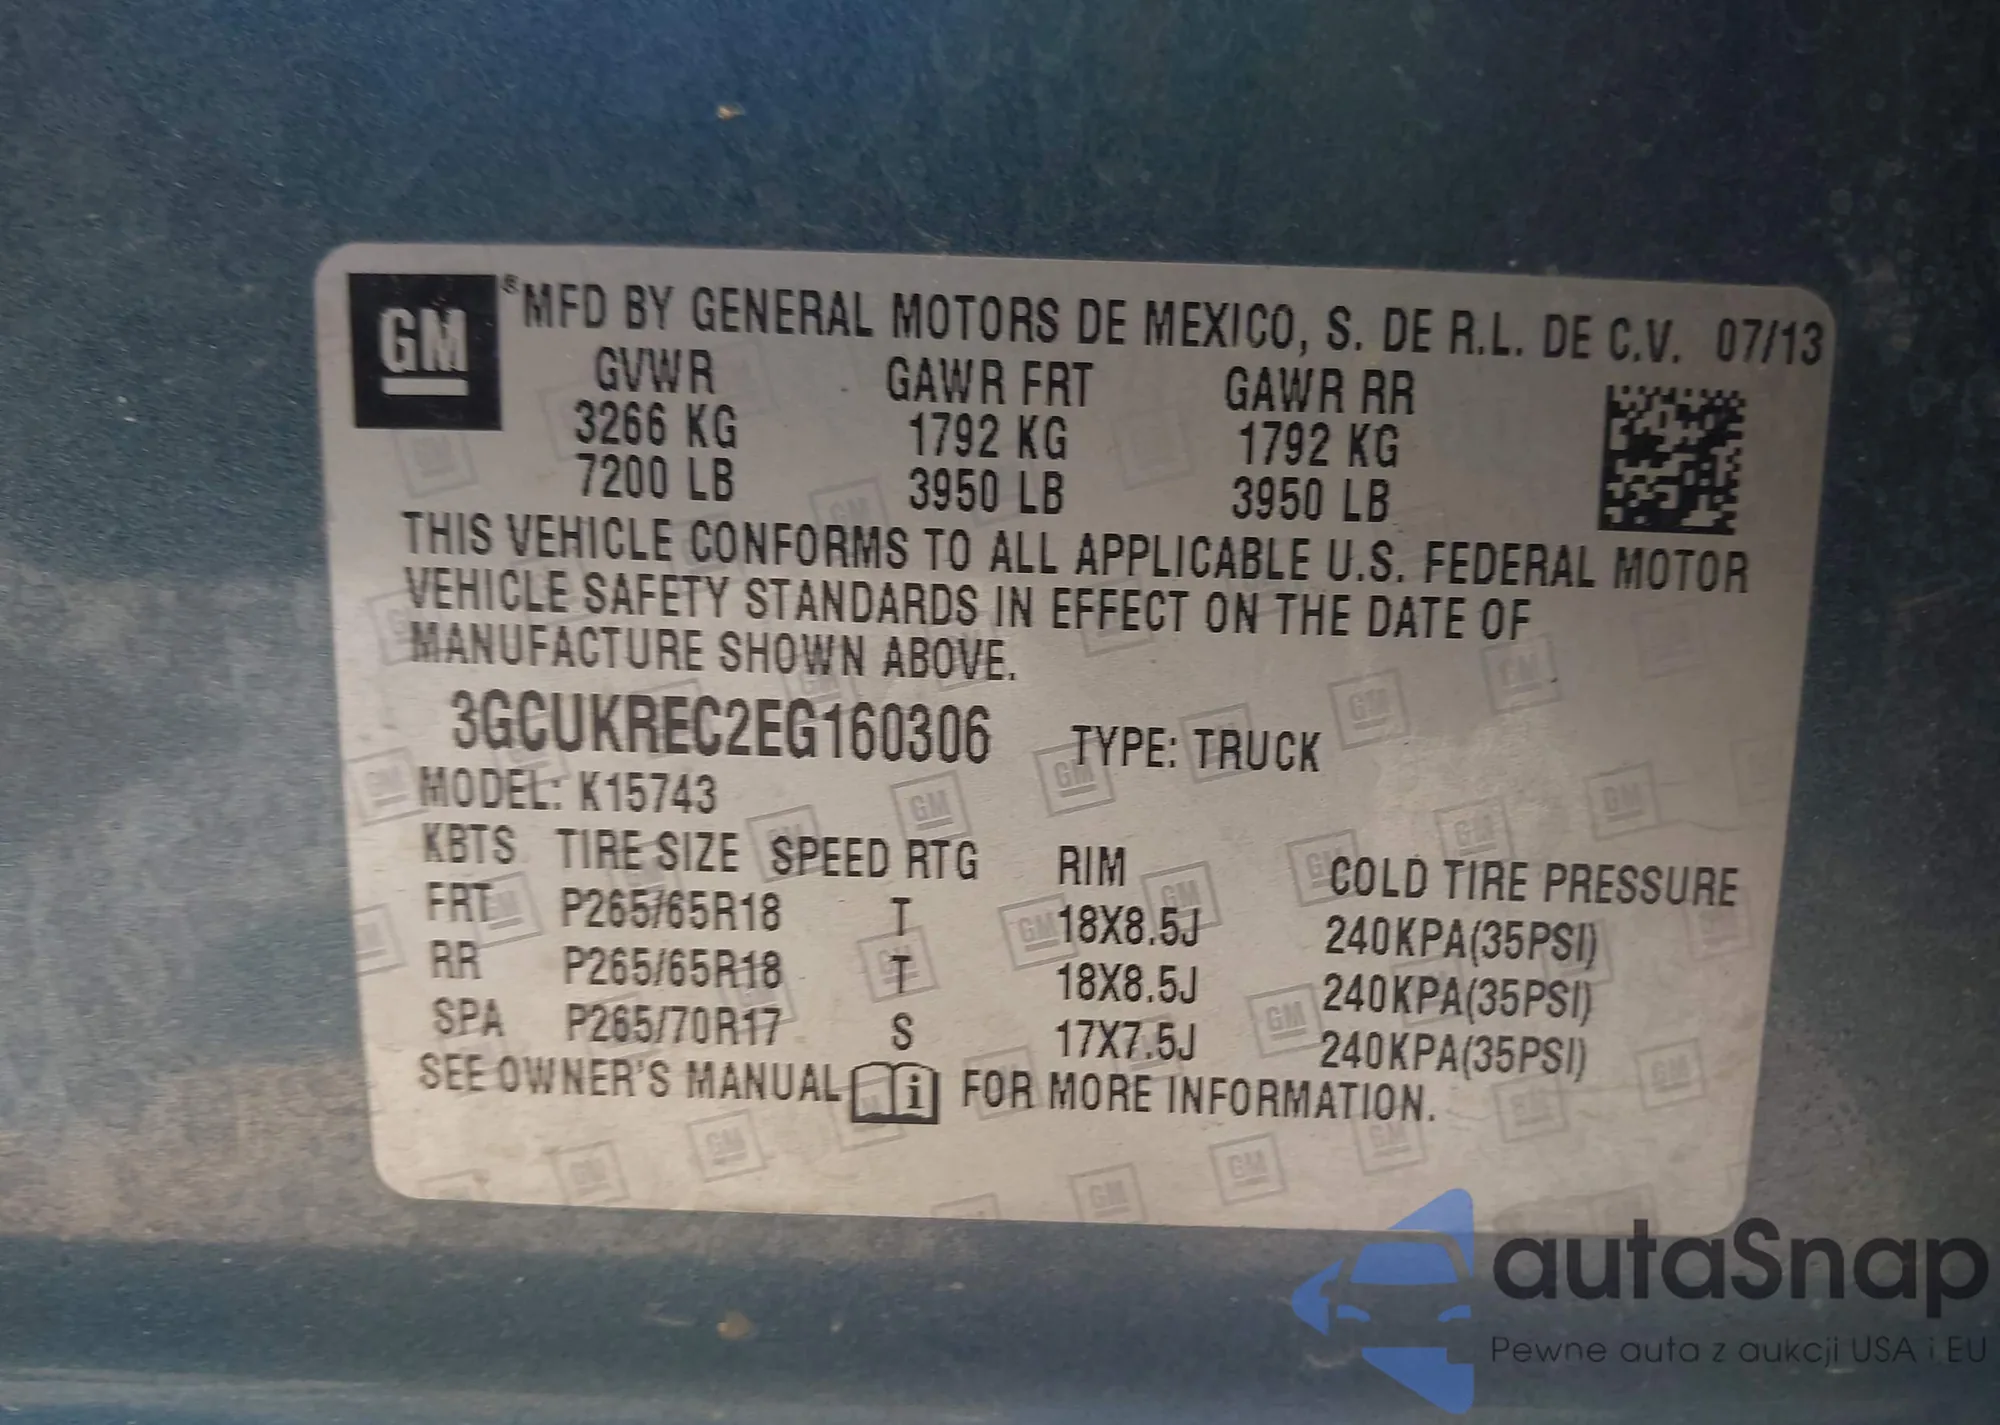 GM
®MFD BY GENERAL MOTORS DE MEXICO, S. DE R.L. DE C.V. 07/13
GVWR GAWR FRT GAWR RR
3266 KG 1792 KG 1792 KG
7200 LB 3950 LB 3950 LB
THIS VEHICLE CONFORMS TO ALL APPLICABLE U.S. FEDERAL MOTOR
VEHICLE SAFETY STANDARDS IN EFFECT ON THE DATE OF
MANUFACTURE SHOWN ABOVE.
3GCUKREC2EG160306 TYPE: TRUCK
MODEL: K15743
KBTS TIRE SIZE SPEED RTG RIM COLD TIRE PRESSURE
FRT P265/65R18 T 18X8.5J 240KPA(35PSI)
RR P265/65R18 T 18X8.5J 240KPA(35PSI)
SPA P265/70R17 S 17X7.5J 240KPA(35PSI)
SEE OWNER'S MANUAL i FOR MORE INFORMATION.
autaSnap
Pewne auta z aukcji USA i EU